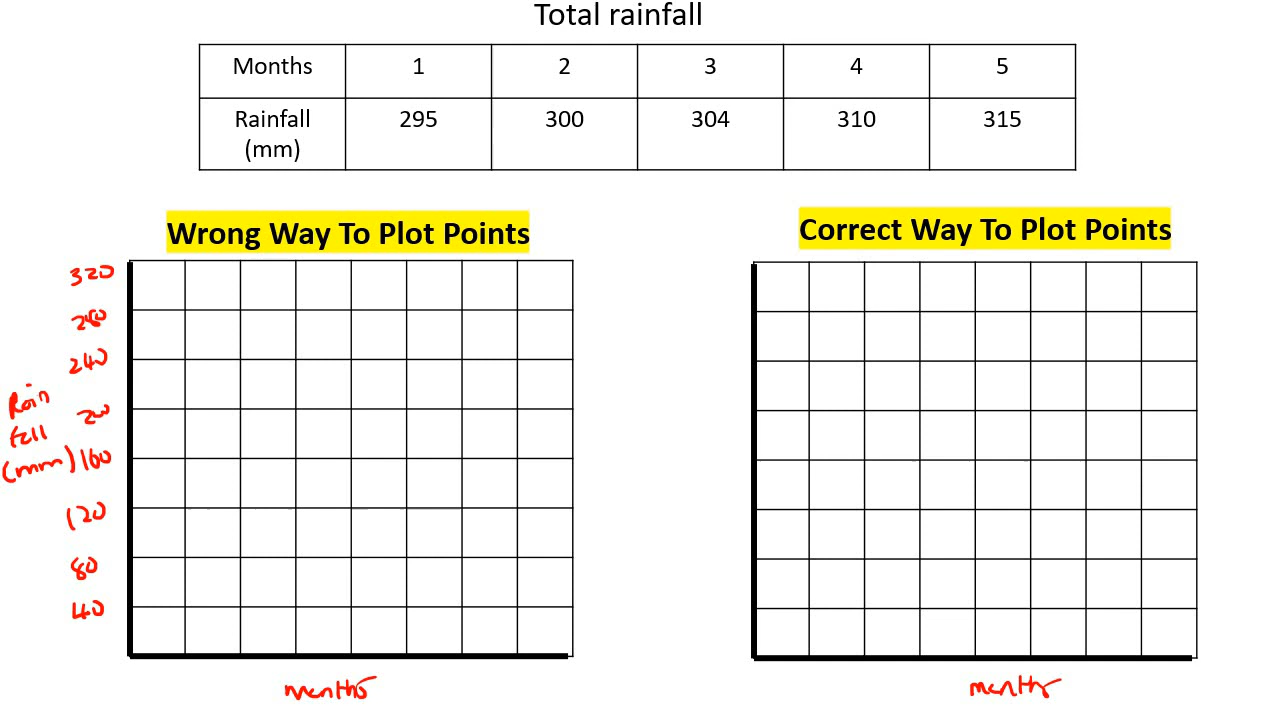 Total rainfall
Months 1 2 3 4 5
Rainfall (mm) 295 300 304 310 315
Wrong Way To Plot Points
Correct Way To Plot Points
320
280
240
200
160
120
80
40
Rain
fall
(mm)
months
months